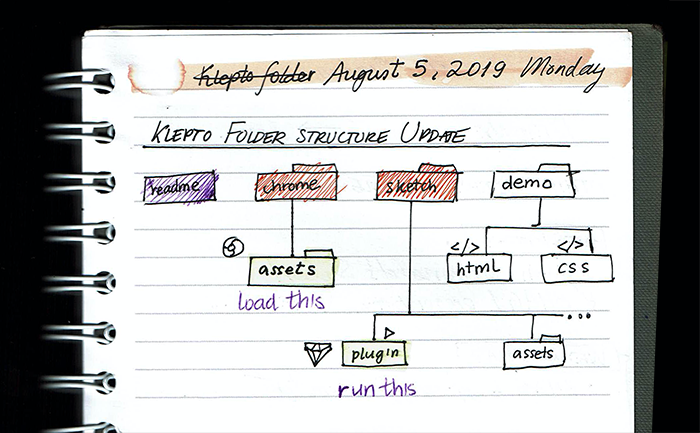 Klepto folder August 5, 2019 Monday
KLEPTO FOLDER STRUCTURE UPDATE
readme chrome sketch demo
</> </>
assets html css
load this
...
plugin assets
run this